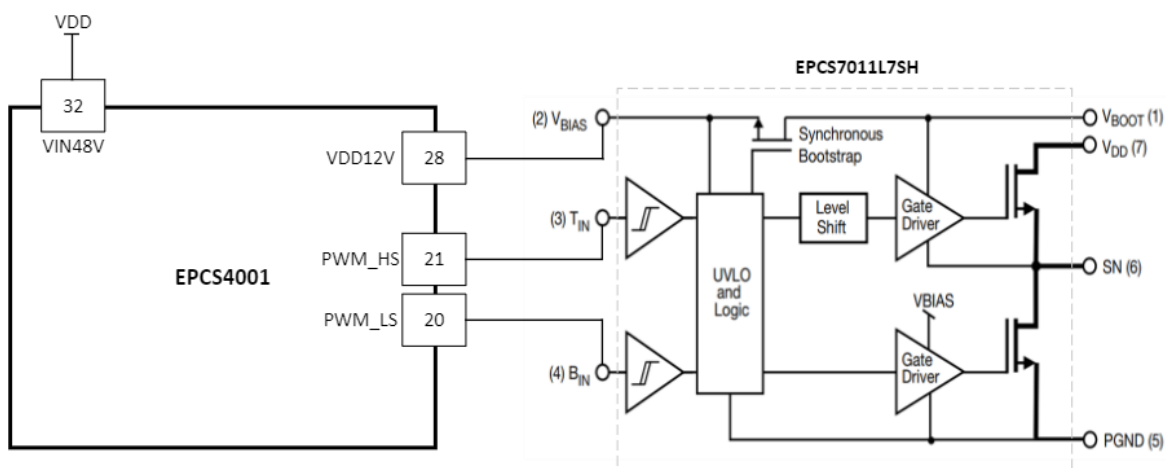 VDD
32
VIN48V
VDD12V
28
PWM_HS
21
PWM_LS
20
EPCS4001
EPCS7011L7SH
(2) VBIAS
Synchronous
Bootstrap
VBOOT (1)
VDD (7)
(3) TIN
Level
Shift
Gate
Driver
SN (6)
UVLO
and
Logic
VBIAS
(4) BIN
Gate
Driver
PGND (5)